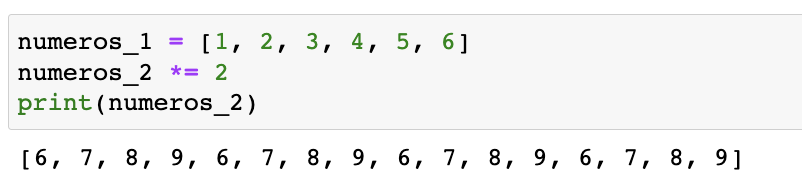 numeros_1 = [1, 2, 3, 4, 5, 6]
numeros_2 *= 2
print(numeros_2)
[6, 7, 8, 9, 6, 7, 8, 9, 6, 7, 8, 9, 6, 7, 8, 9]